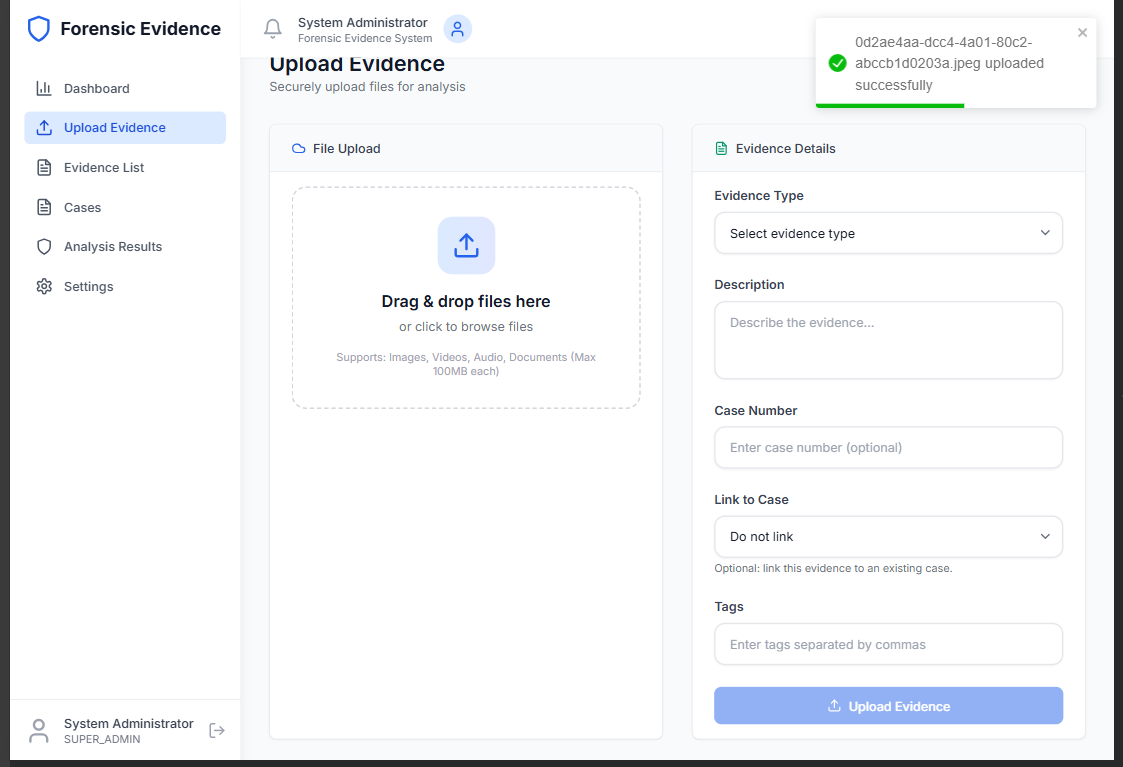 Forensic Evidence
System Administrator
Forensic Evidence System
0d2ae4aa-dcc4-4a01-80c2-
abccb1d0203a.jpeg uploaded
successfully
Dashboard
Upload Evidence
Evidence List
Cases
Analysis Results
Settings
Upload Evidence
Securely upload files for analysis
File Upload
Drag & drop files here
or click to browse files
Supports: Images, Videos, Audio, Documents (Max
100MB each)
Evidence Details
Evidence Type
Select evidence type
Description
Describe the evidence...
Case Number
Enter case number (optional)
Link to Case
Do not link
Optional: link this evidence to an existing case.
Tags
Enter tags separated by commas
Upload Evidence
System Administrator
SUPER_ADMIN